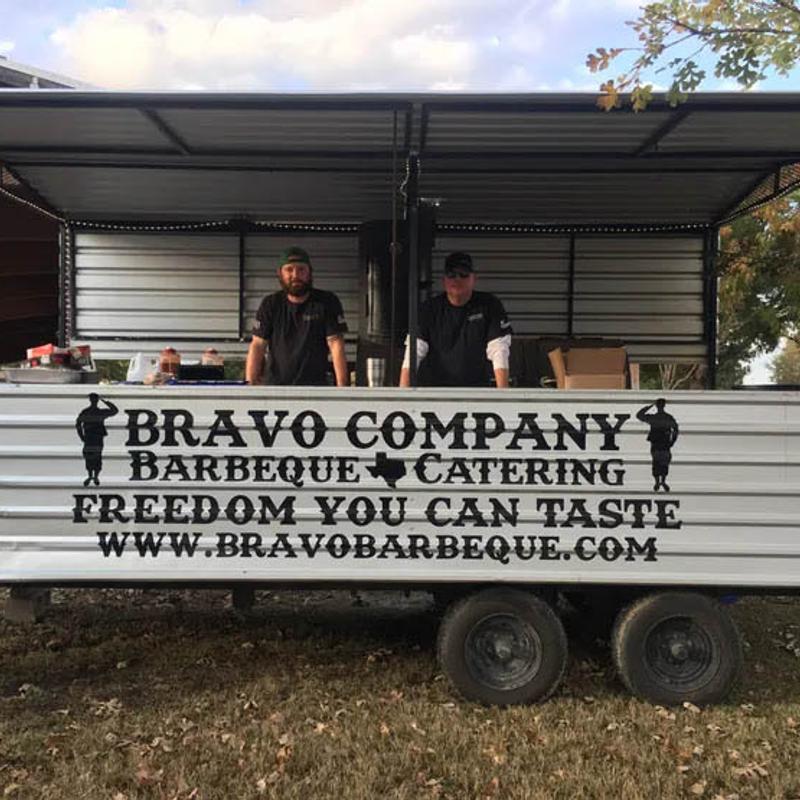 BRAVO COMPANY
BARBEQUE CATERING
FREEDOM YOU CAN TASTE
WWW.BRAVOBARBEQUE.COM